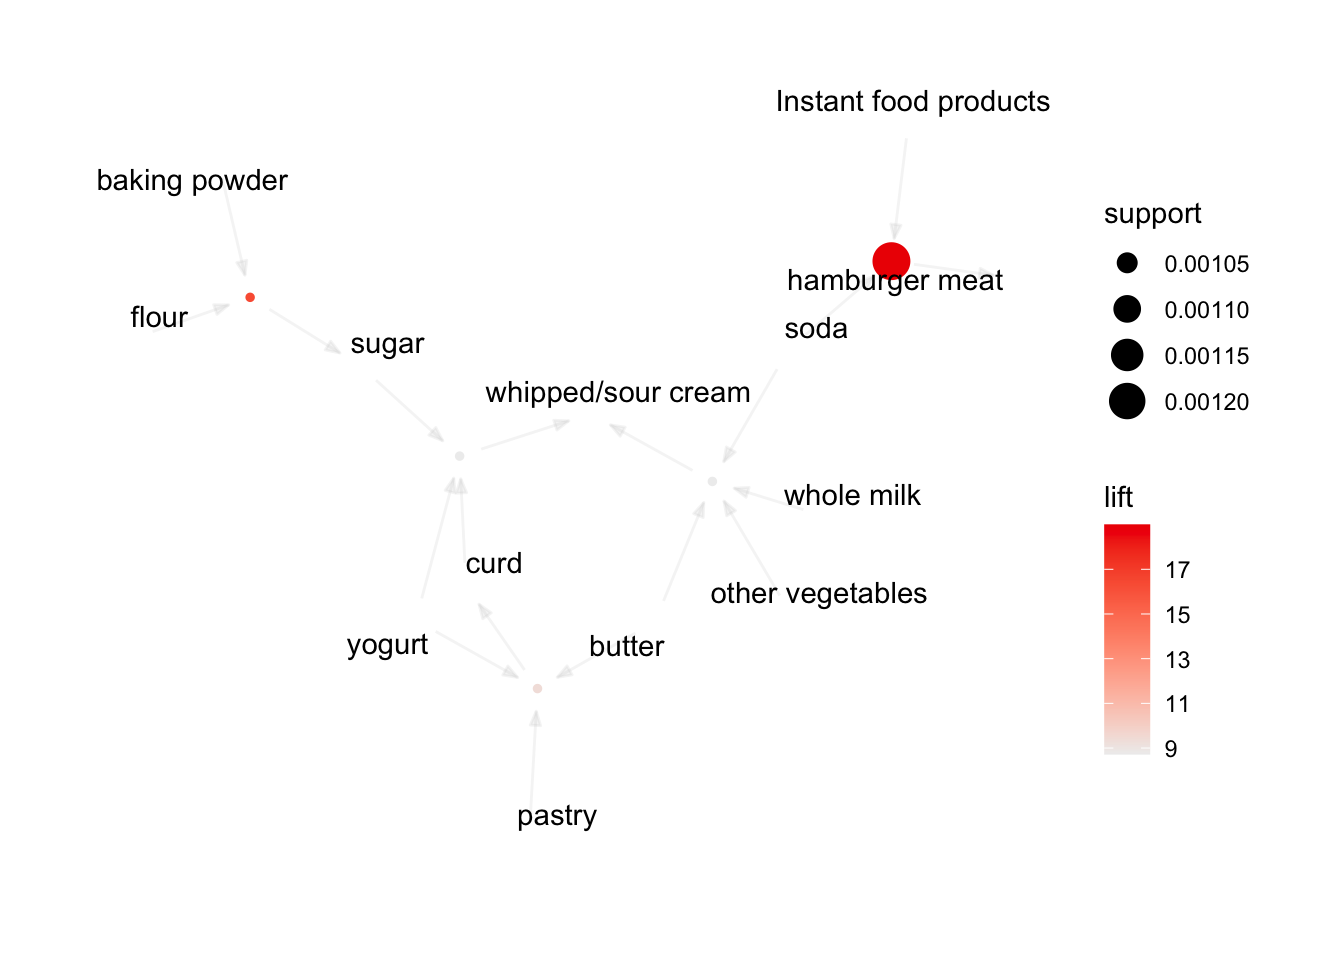 Instant food products
baking powder
hamburger meat
flour
soda
sugar
whipped/sour cream
whole milk
curd
other vegetables
yogurt
butter
pastry
support
0.00105
0.00110
0.00115
0.00120
lift
17
15
13
11
9